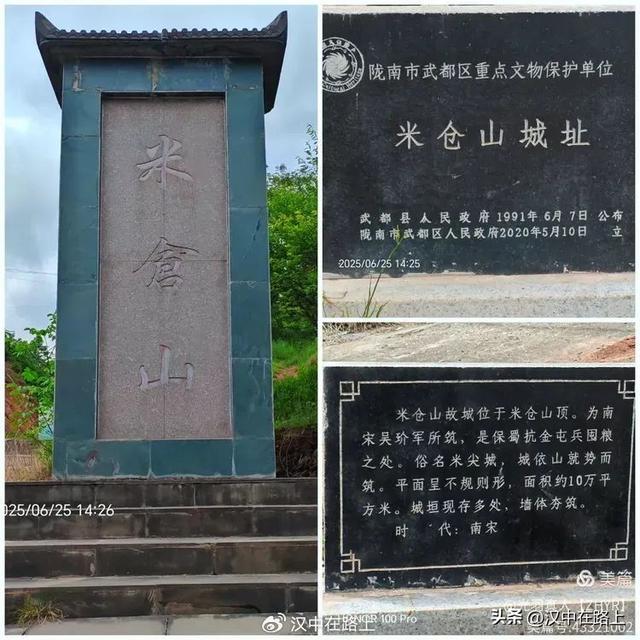 米
倉
山
2025/06/25 14:26
汉中在路上
陇南市武都区重点文物保护单位
米仓山城址
武都县人民政府1991年6月7日公布
陇南市武都区人民政府2020年5月10日 立
2025/06/25 14:25
米仓山故城位于米仓山顶。为南
宋吴玠军所筑，是保蜀抗金屯兵囤粮
之处。俗名米尖城，城依山就势而
筑。平面呈不规则形，面积约10万平
方米。城垣现存多处，墙体夯筑。
时 代：南宋
美篇
头条 @汉中在路上